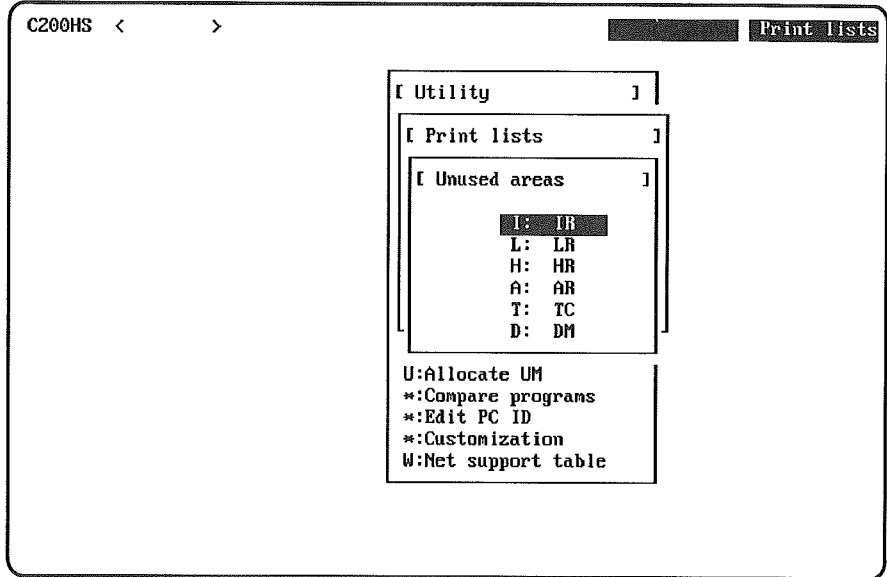 C200HS < >
Print lists
[ Utility ]
[ Print lists ]
[ Unused areas ]
I: IR
L: LR
H: HR
A: AR
T: TC
D: DM
U:Allocate UM
*:Compare programs
*:Edit PC ID
*:Customization
W:Net support table